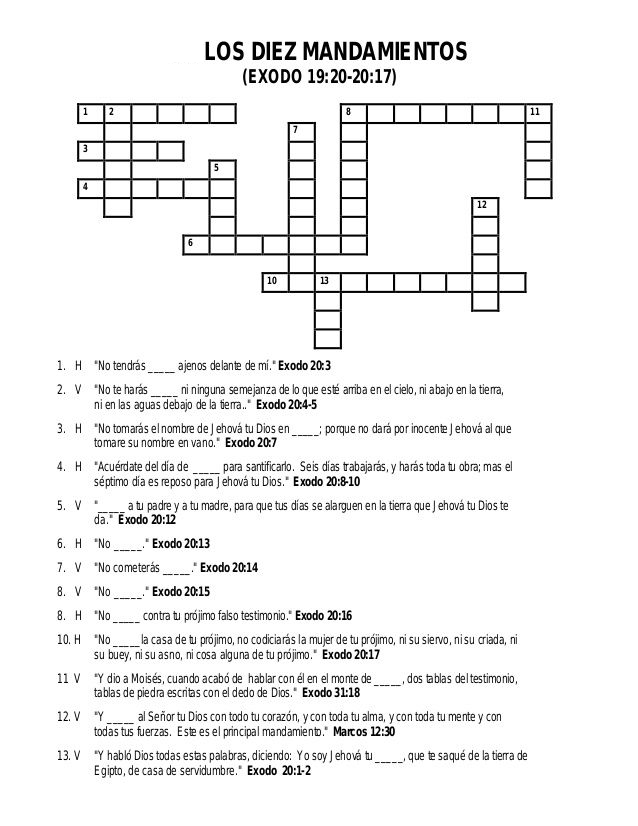 LOS DIEZ MANDAMIENTOS
(EXODO 19:20-20:17)
1 2 8 11
7
3
5
4
12
6
10 13
1. H "No tendrás _____ ajenos delante de mí." Exodo 20:3
2. V "No te harás _____ ni ninguna semejanza de lo que esté arriba en el cielo, ni abajo en la tierra,
ni en las aguas debajo de la tierra.." Exodo 20:4-5
3. H "No tomarás el nombre de Jehová tu Dios en _____; porque no dará por inocente Jehová al que
tomare su nombre en vano." Exodo 20:7
4. H "Acuérdate del día de _____ para santificarlo. Seis días trabajarás, y harás toda tu obra; mas el
séptimo día es reposo para Jehová tu Dios." Exodo 20:8-10
5. V "_____ a tu padre y a tu madre, para que tus días se alarguen en la tierra que Jehová tu Dios te
da." Exodo 20:12
6. H "No _____." Exodo 20:13
7. V "No cometerás _____." Exodo 20:14
8. V "No _____." Exodo 20:15
8. H "No _____ contra tu prójimo falso testimonio." Exodo 20:16
10. H "No _____la casa de tu prójimo, no codiciarás la mujer de tu prójimo, ni su siervo, ni su criada, ni
su buey, ni su asno, ni cosa alguna de tu prójimo." Exodo 20:17
11 V "Y dio a Moisés, cuando acabó de hablar con él en el monte de _____, dos tablas del testimonio,
tablas de piedra escritas con el dedo de Dios." Exodo 31:18
12. V "Y _____ al Señor tu Dios con todo tu corazón, y con toda tu alma, y con toda tu mente y con
todas tus fuerzas. Este es el principal mandamiento." Marcos 12:30
13. V "Y habló Dios todas estas palabras, diciendo: Yo soy Jehová tu _____, que te saqué de la tierra de
Egipto, de casa de servidumbre." Exodo 20:1-2